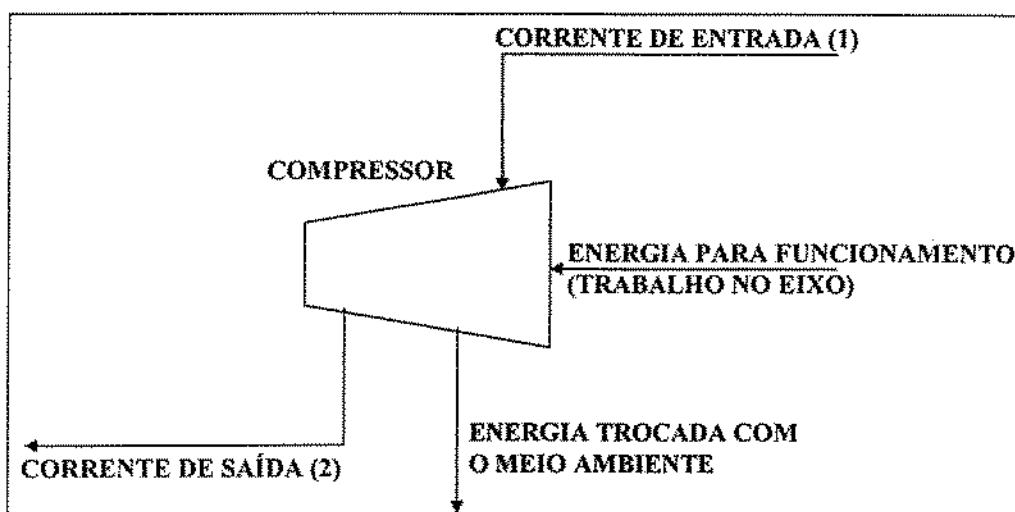 CORRENTE DE ENTRADA (1)
COMPRESSOR
ENERGIA PARA FUNCIONAMENTO
(TRABALHO NO EIXO)
ENERGIA TROCADA COM
O MEIO AMBIENTE
CORRENTE DE SAÍDA (2)